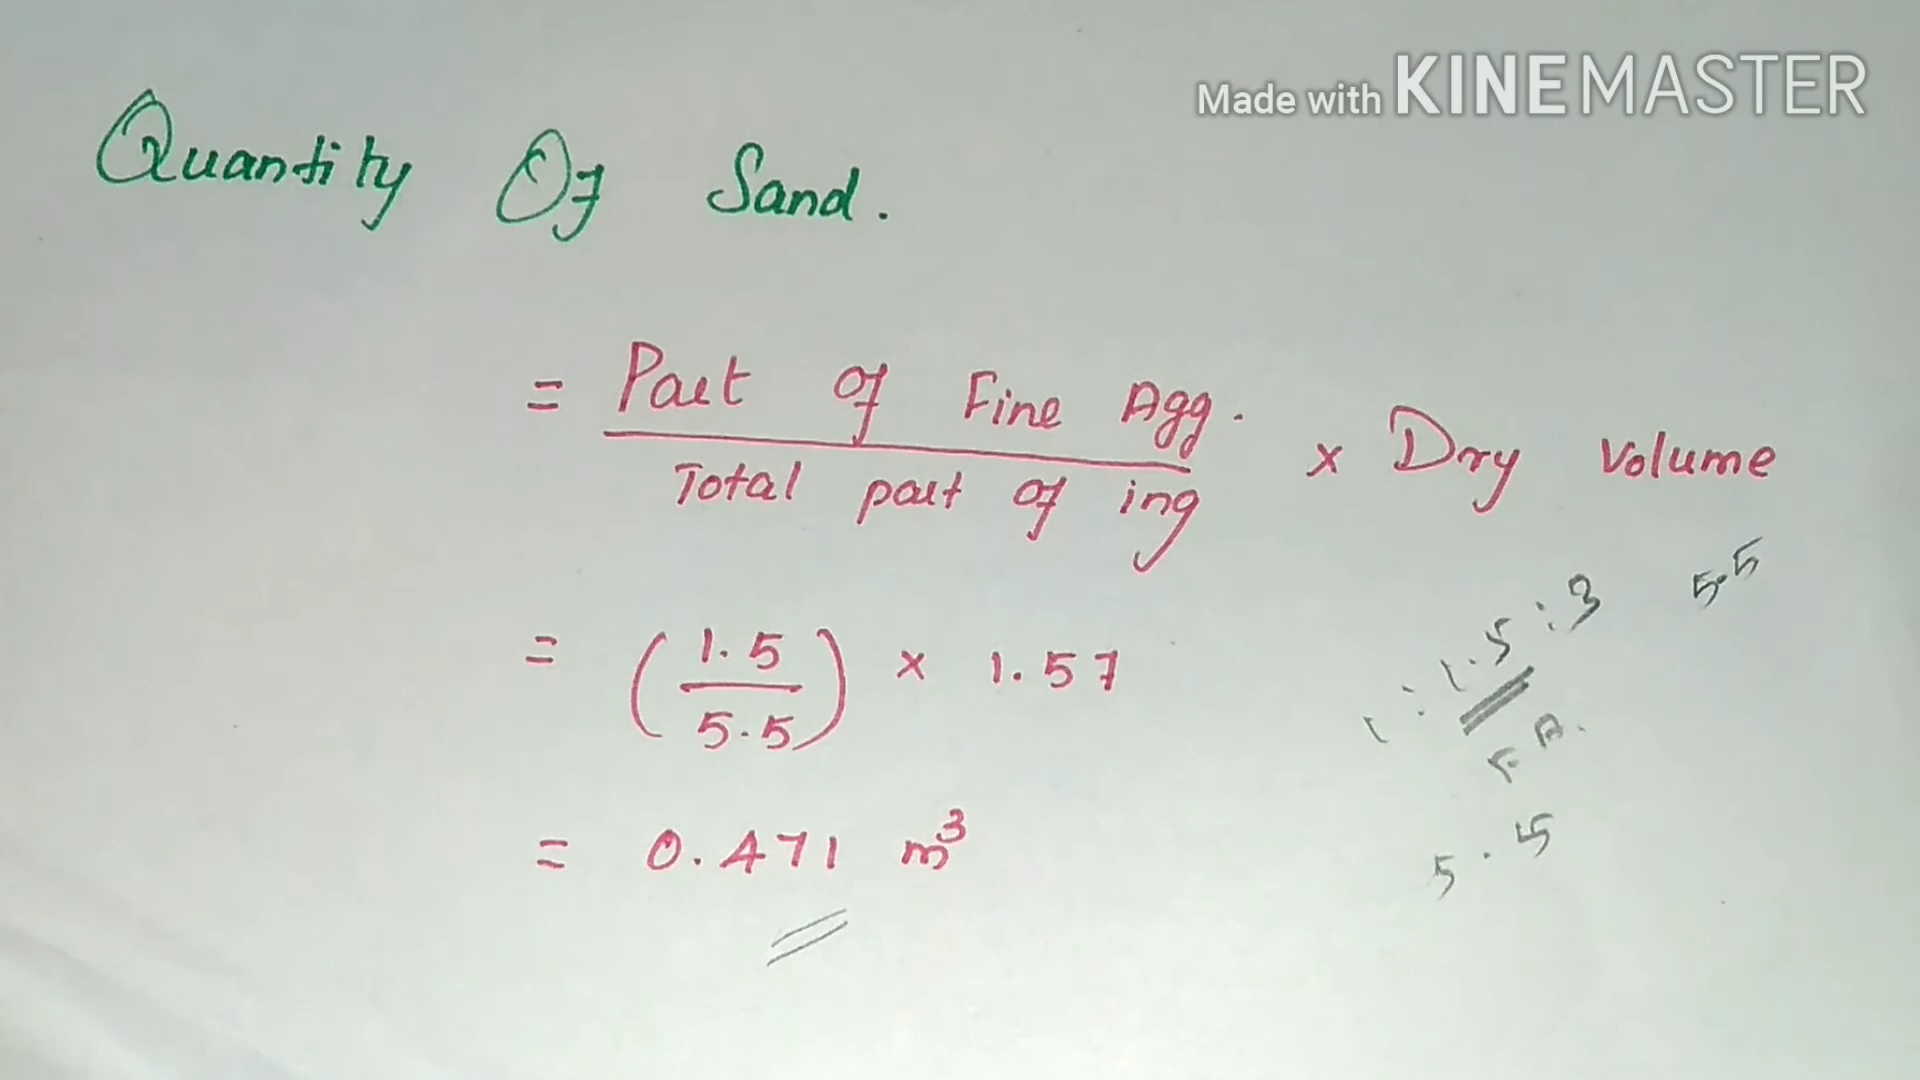 Made with KINEMASTER
Quantity Of Sand.
= Part of Fine Agg. × Dry Volume
Total part of ing
= (1.5/5.5) × 1.57
= 0.471 m³
5.5
1 : 1.5 : 3
F A.
5.5